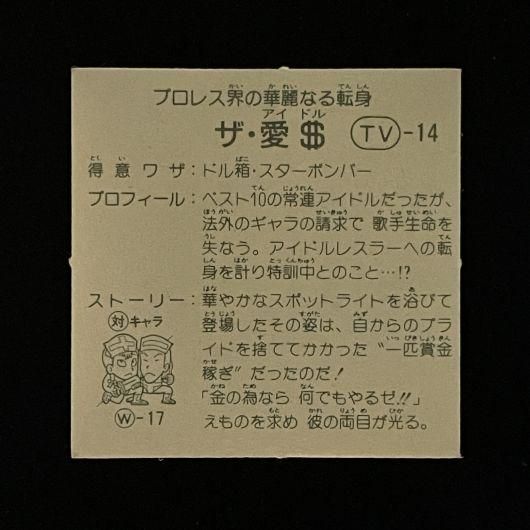 プロレス界の華麗なる転身
ザ・愛$ TV-14
得意ワザ:ドル箱・スターボンバー
プロフィール:ベスト10の常連アイドルだったが、
法外のギャラの請求で 歌手生命を
失なう。アイドルレスラーへの転
身を計り特訓中とのこと…!?
ストーリー:華やかなスポットライトを浴びて
登場したその姿は、自からのプラ
イドを捨ててかかった“一匹賞金
稼ぎ”だったのだ!
「金の為なら 何でもやるぜ!!」
えものを求め 彼の両目が光る。
対 キャラ
W-17